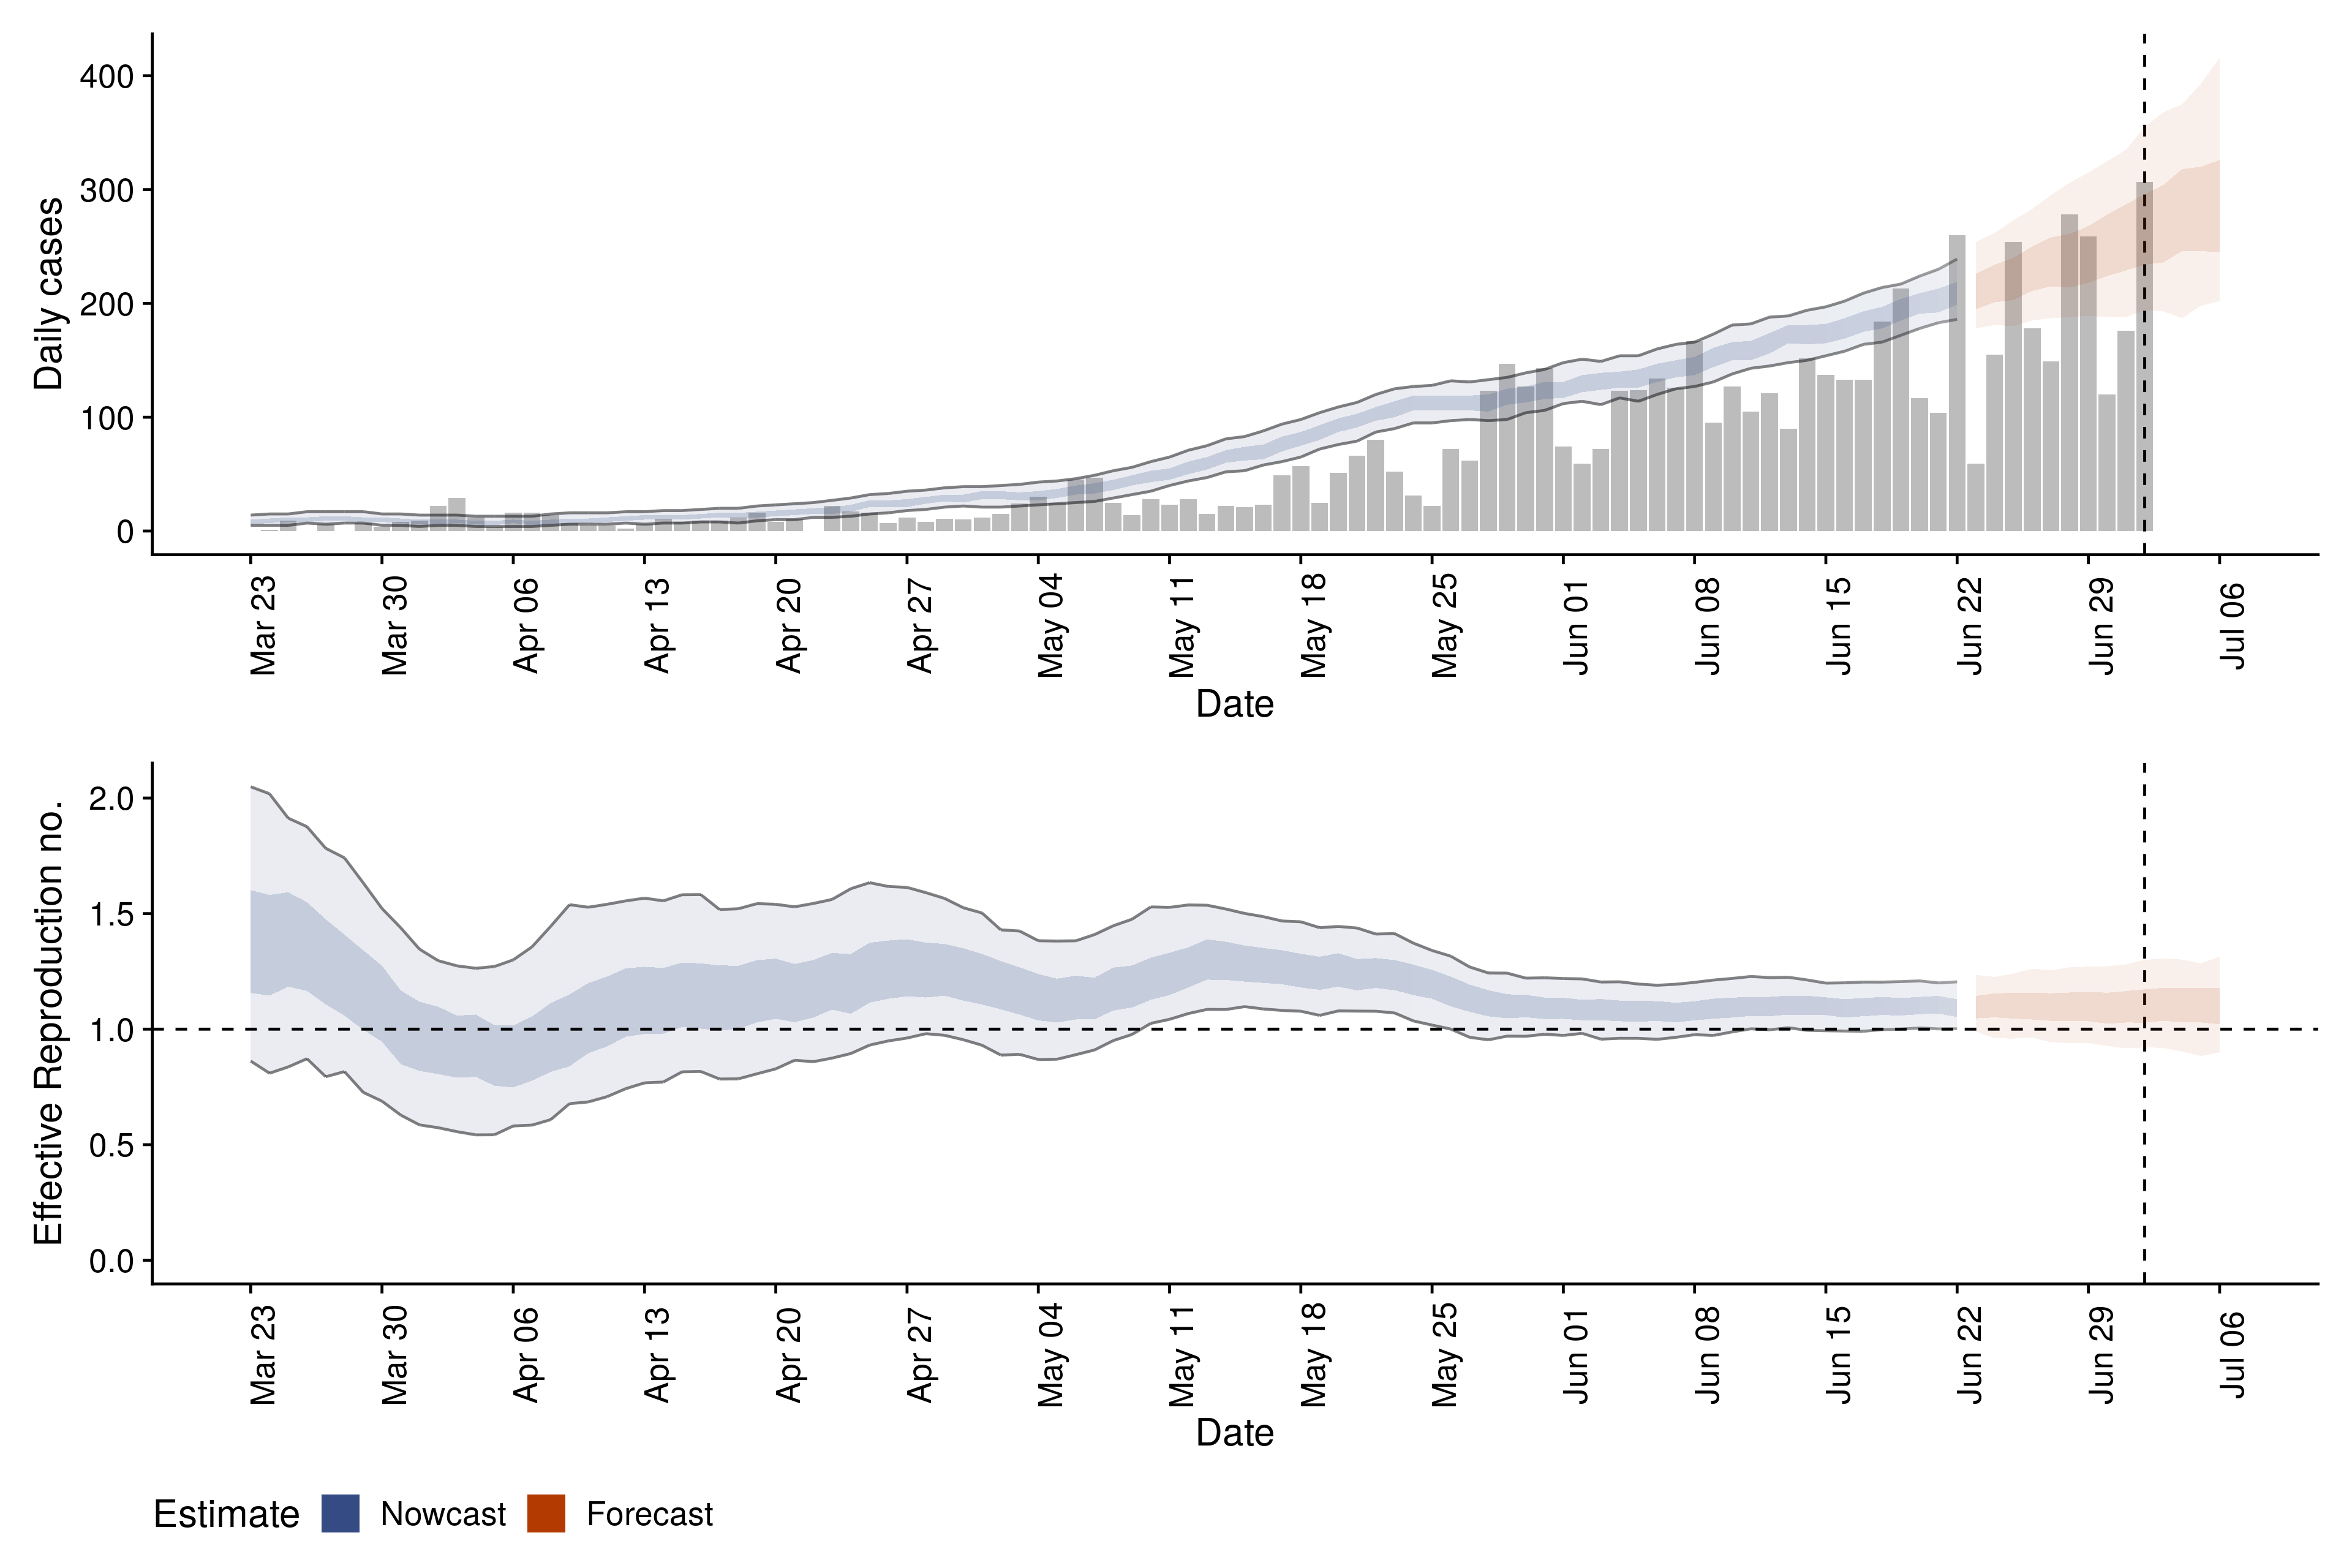 400
300
200
100
0
Daily cases
Mar 23
Mar 30
Apr 06
Apr 13
Apr 20
Apr 27
May 04
May 11
May 18
May 25
Jun 01
Jun 08
Jun 15
Jun 22
Jun 29
Jul 06
Date
2.0
1.5
1.0
0.5
0.0
Effective Reproduction no.
Mar 23
Mar 30
Apr 06
Apr 13
Apr 20
Apr 27
May 04
May 11
May 18
May 25
Jun 01
Jun 08
Jun 15
Jun 22
Jun 29
Jul 06
Date
Estimate Nowcast Forecast